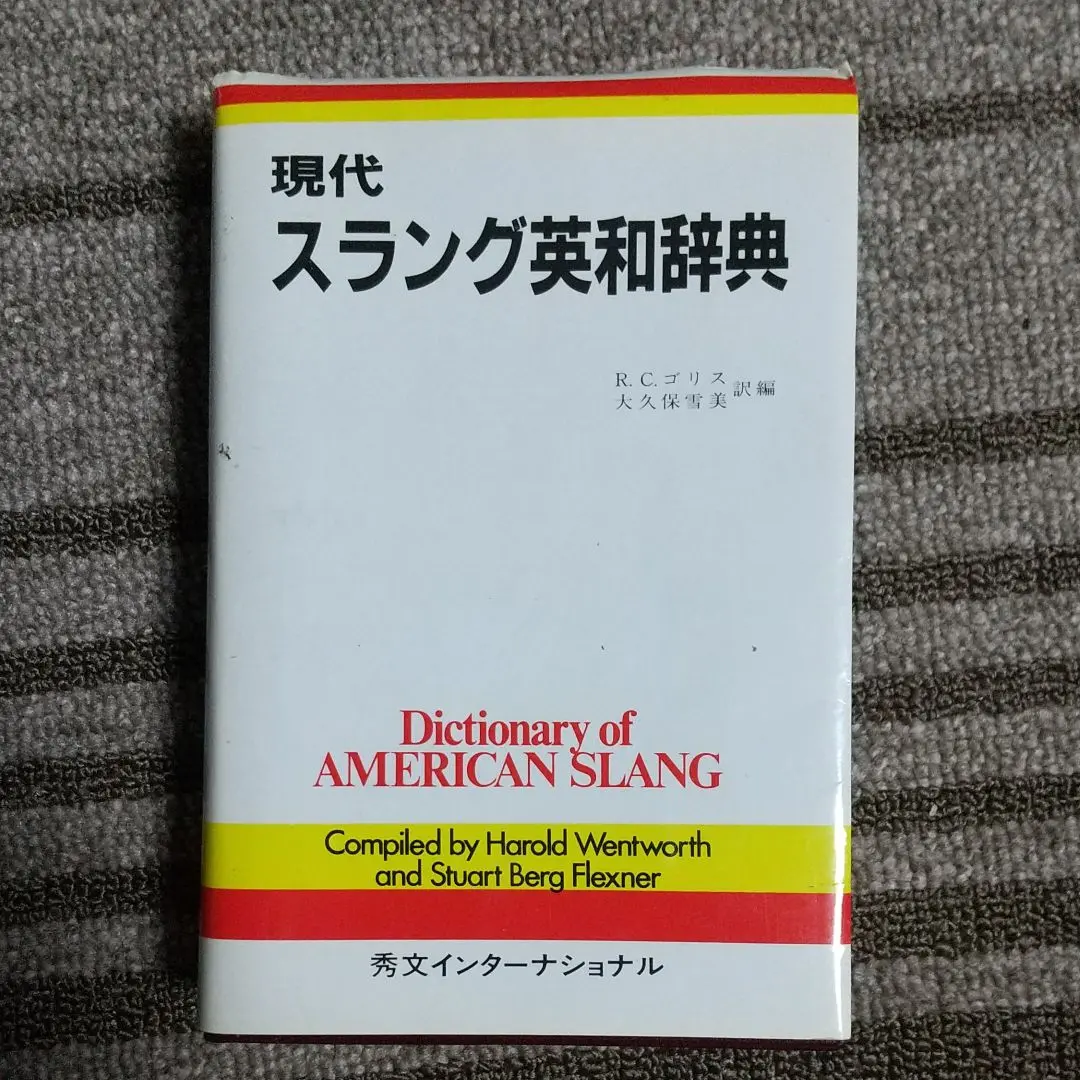 現代
スラング英和辞典
R. C. ゴリス
大久保雪美
訳編
Dictionary of
AMERICAN SLANG
Compiled by Harold Wentworth
and Stuart Berg Flexner
秀文インターナショナル